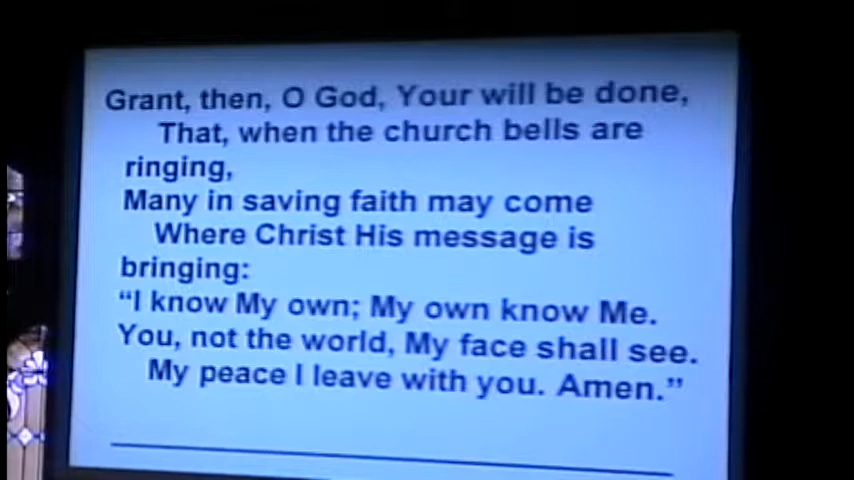 Grant, then, O God, Your will be done,
That, when the church bells are
ringing,
Many in saving faith may come
Where Christ His message is
bringing:
“I know My own; My own know Me.
You, not the world, My face shall see.
My peace I leave with you. Amen.”